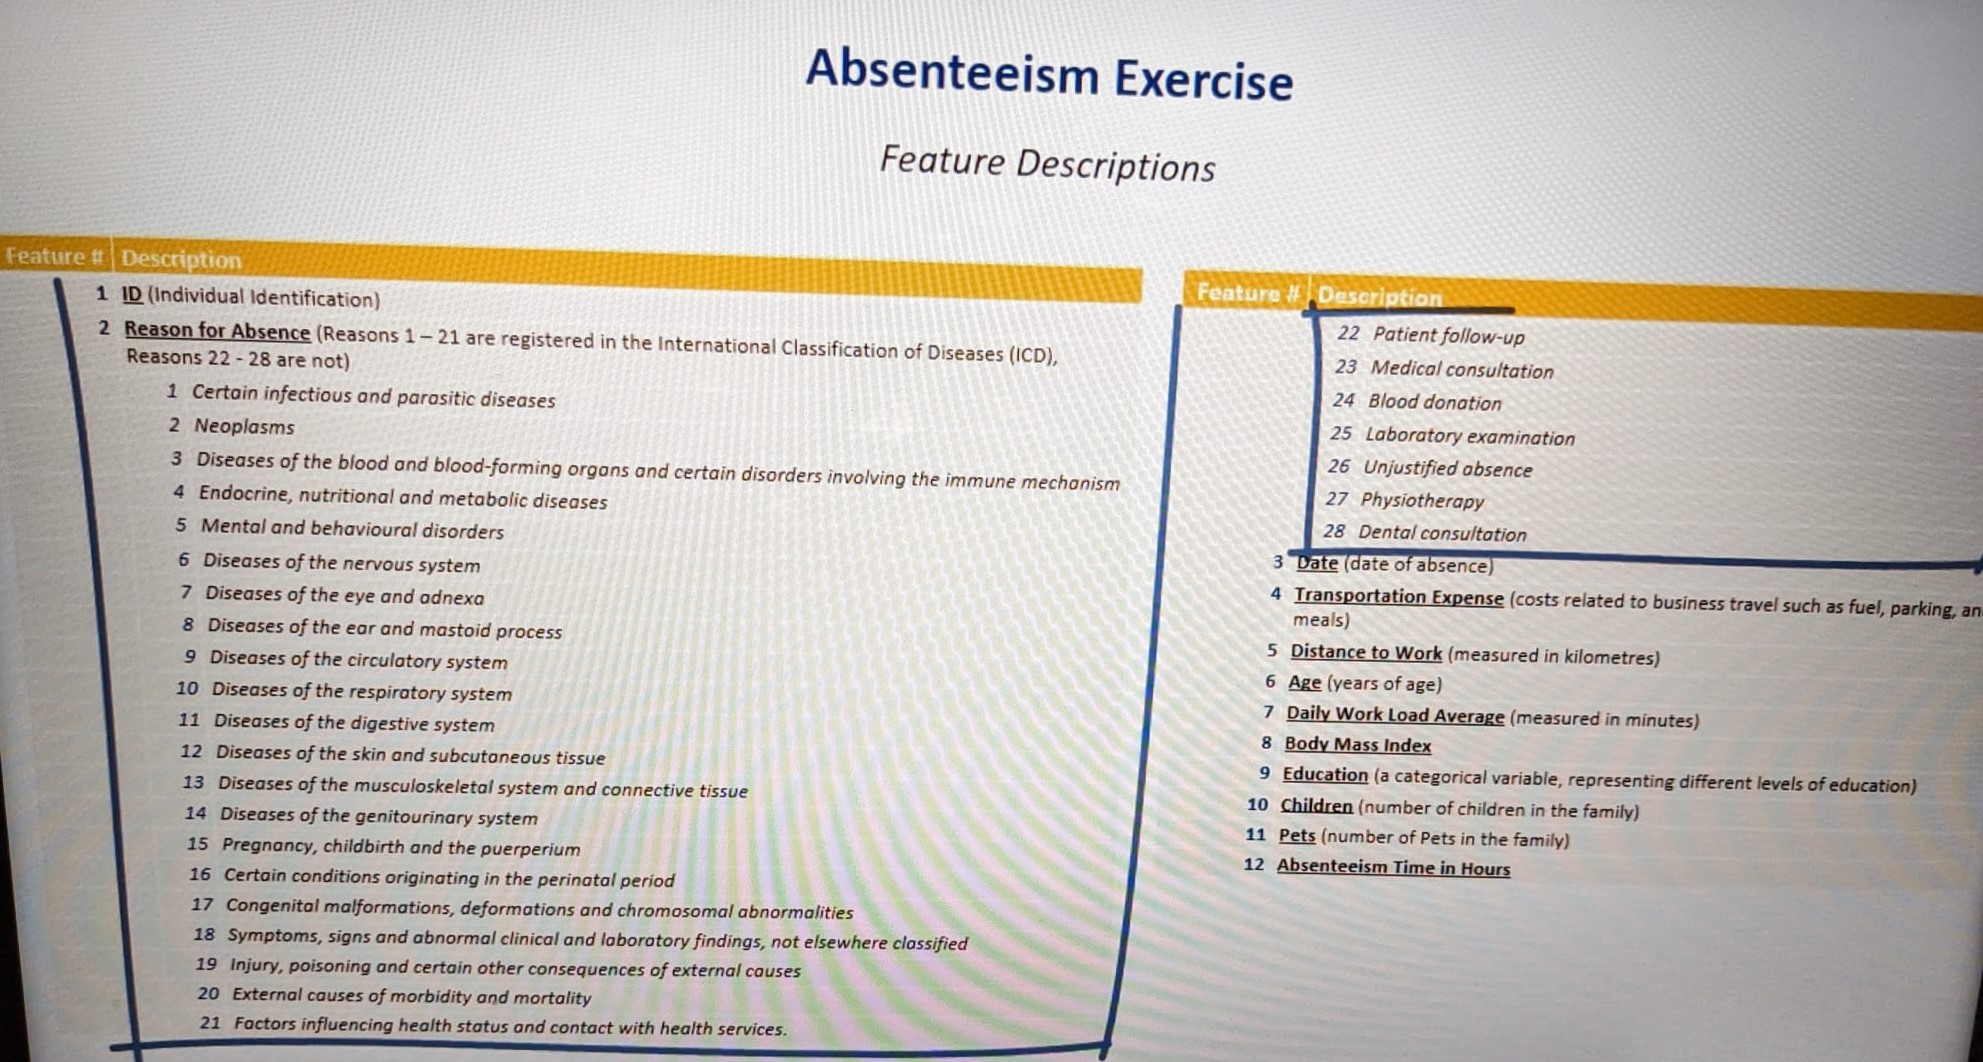 Absenteeism Exercise
Feature Descriptions
Feature # Description
1 ID (Individual Identification)
2 Reason for Absence (Reasons 1 – 21 are registered in the International Classification of Diseases (ICD),
Reasons 22 - 28 are not)
1 Certain infectious and parasitic diseases
2 Neoplasms
3 Diseases of the blood and blood-forming organs and certain disorders involving the immune mechanism
4 Endocrine, nutritional and metabolic diseases
5 Mental and behavioural disorders
6 Diseases of the nervous system
7 Diseases of the eye and adnexa
8 Diseases of the ear and mastoid process
9 Diseases of the circulatory system
10 Diseases of the respiratory system
11 Diseases of the digestive system
12 Diseases of the skin and subcutaneous tissue
13 Diseases of the musculoskeletal system and connective tissue
14 Diseases of the genitourinary system
15 Pregnancy, childbirth and the puerperium
16 Certain conditions originating in the perinatal period
17 Congenital malformations, deformations and chromosomal abnormalities
18 Symptoms, signs and abnormal clinical and laboratory findings, not elsewhere classified
19 Injury, poisoning and certain other consequences of external causes
20 External causes of morbidity and mortality
21 Factors influencing health status and contact with health services.
Feature # Description
22 Patient follow-up
23 Medical consultation
24 Blood donation
25 Laboratory examination
26 Unjustified absence
27 Physiotherapy
28 Dental consultation
3 Date (date of absence)
4 Transportation Expense (costs related to business travel such as fuel, parking, an
meals)
5 Distance to Work (measured in kilometres)
6 Age (years of age)
7 Daily Work Load Average (measured in minutes)
8 Body Mass Index
9 Education (a categorical variable, representing different levels of education)
10 Children (number of children in the family)
11 Pets (number of Pets in the family)
12 Absenteeism Time in Hours